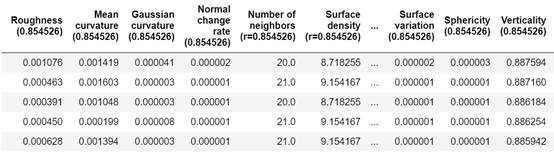 Roughness (0.854526) Mean curvature (0.854526) Gaussian curvature (0.854526) Normal change rate (0.854526) Number of neighbors (r=0.854526) Surface density (r=0.854526) ... Surface variation (0.854526) Sphericity (0.854526) Verticality (0.854526)
0.001076 0.001419 0.000041 0.000002 20.0 8.718255 ... 0.000002 0.000003 0.887594
0.000463 0.001603 0.000003 0.000001 21.0 9.154167 ... 0.000001 0.000001 0.887160
0.000391 0.001048 0.000003 0.000001 20.0 8.718255 ... 0.000001 0.000001 0.886184
0.000450 0.000199 0.000008 0.000001 21.0 9.154167 ... 0.000001 0.000001 0.886254
0.000628 0.001394 0.000003 0.000001 21.0 9.154167 ... 0.000001 0.000001 0.885942